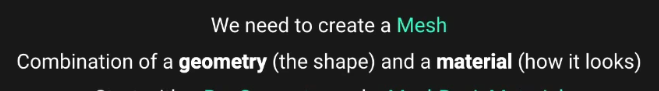 We need to create a Mesh
Combination of a geometry (the shape) and a material (how it looks)